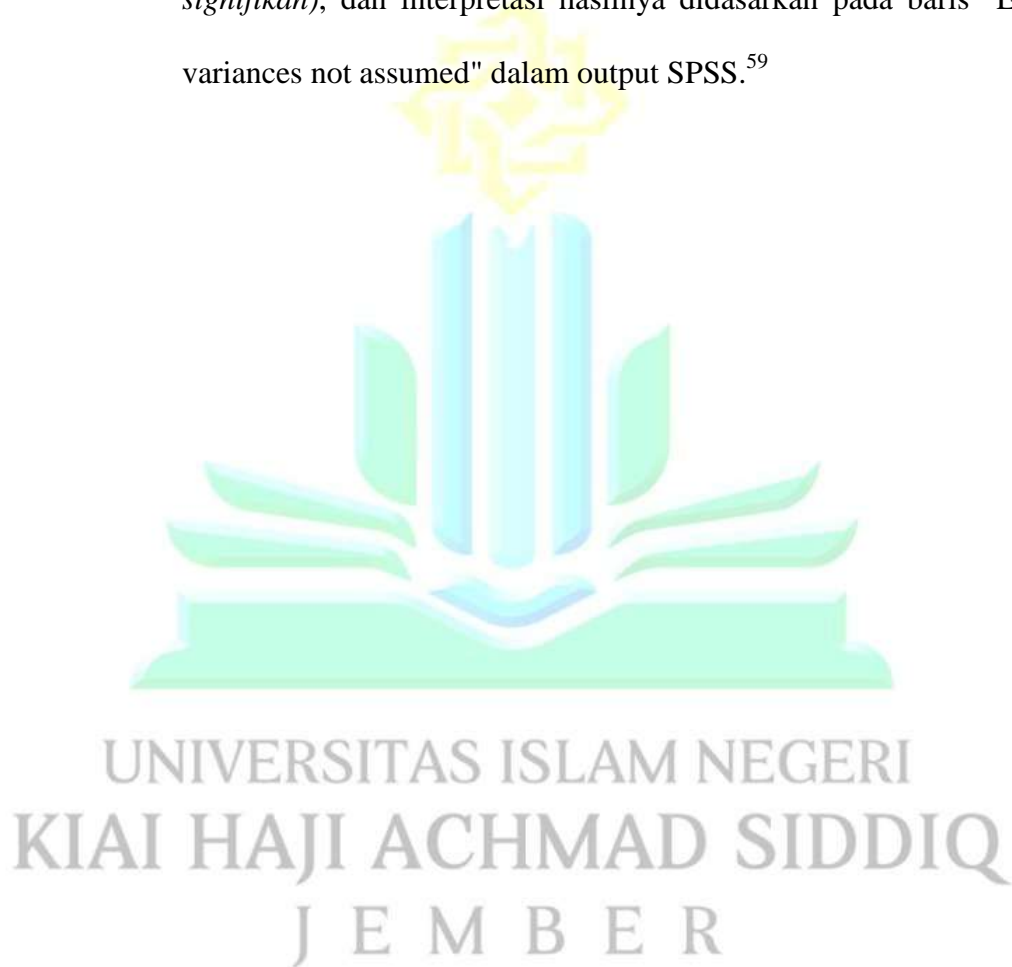 signifikan), dan interpretasi hasilnya didasarkan pada baris "E
variances not assumed" dalam output SPSS.59
UNIVERSITAS ISLAM NEGERI
KIAI HAJI ACHMAD SIDDIQ
JEMBER